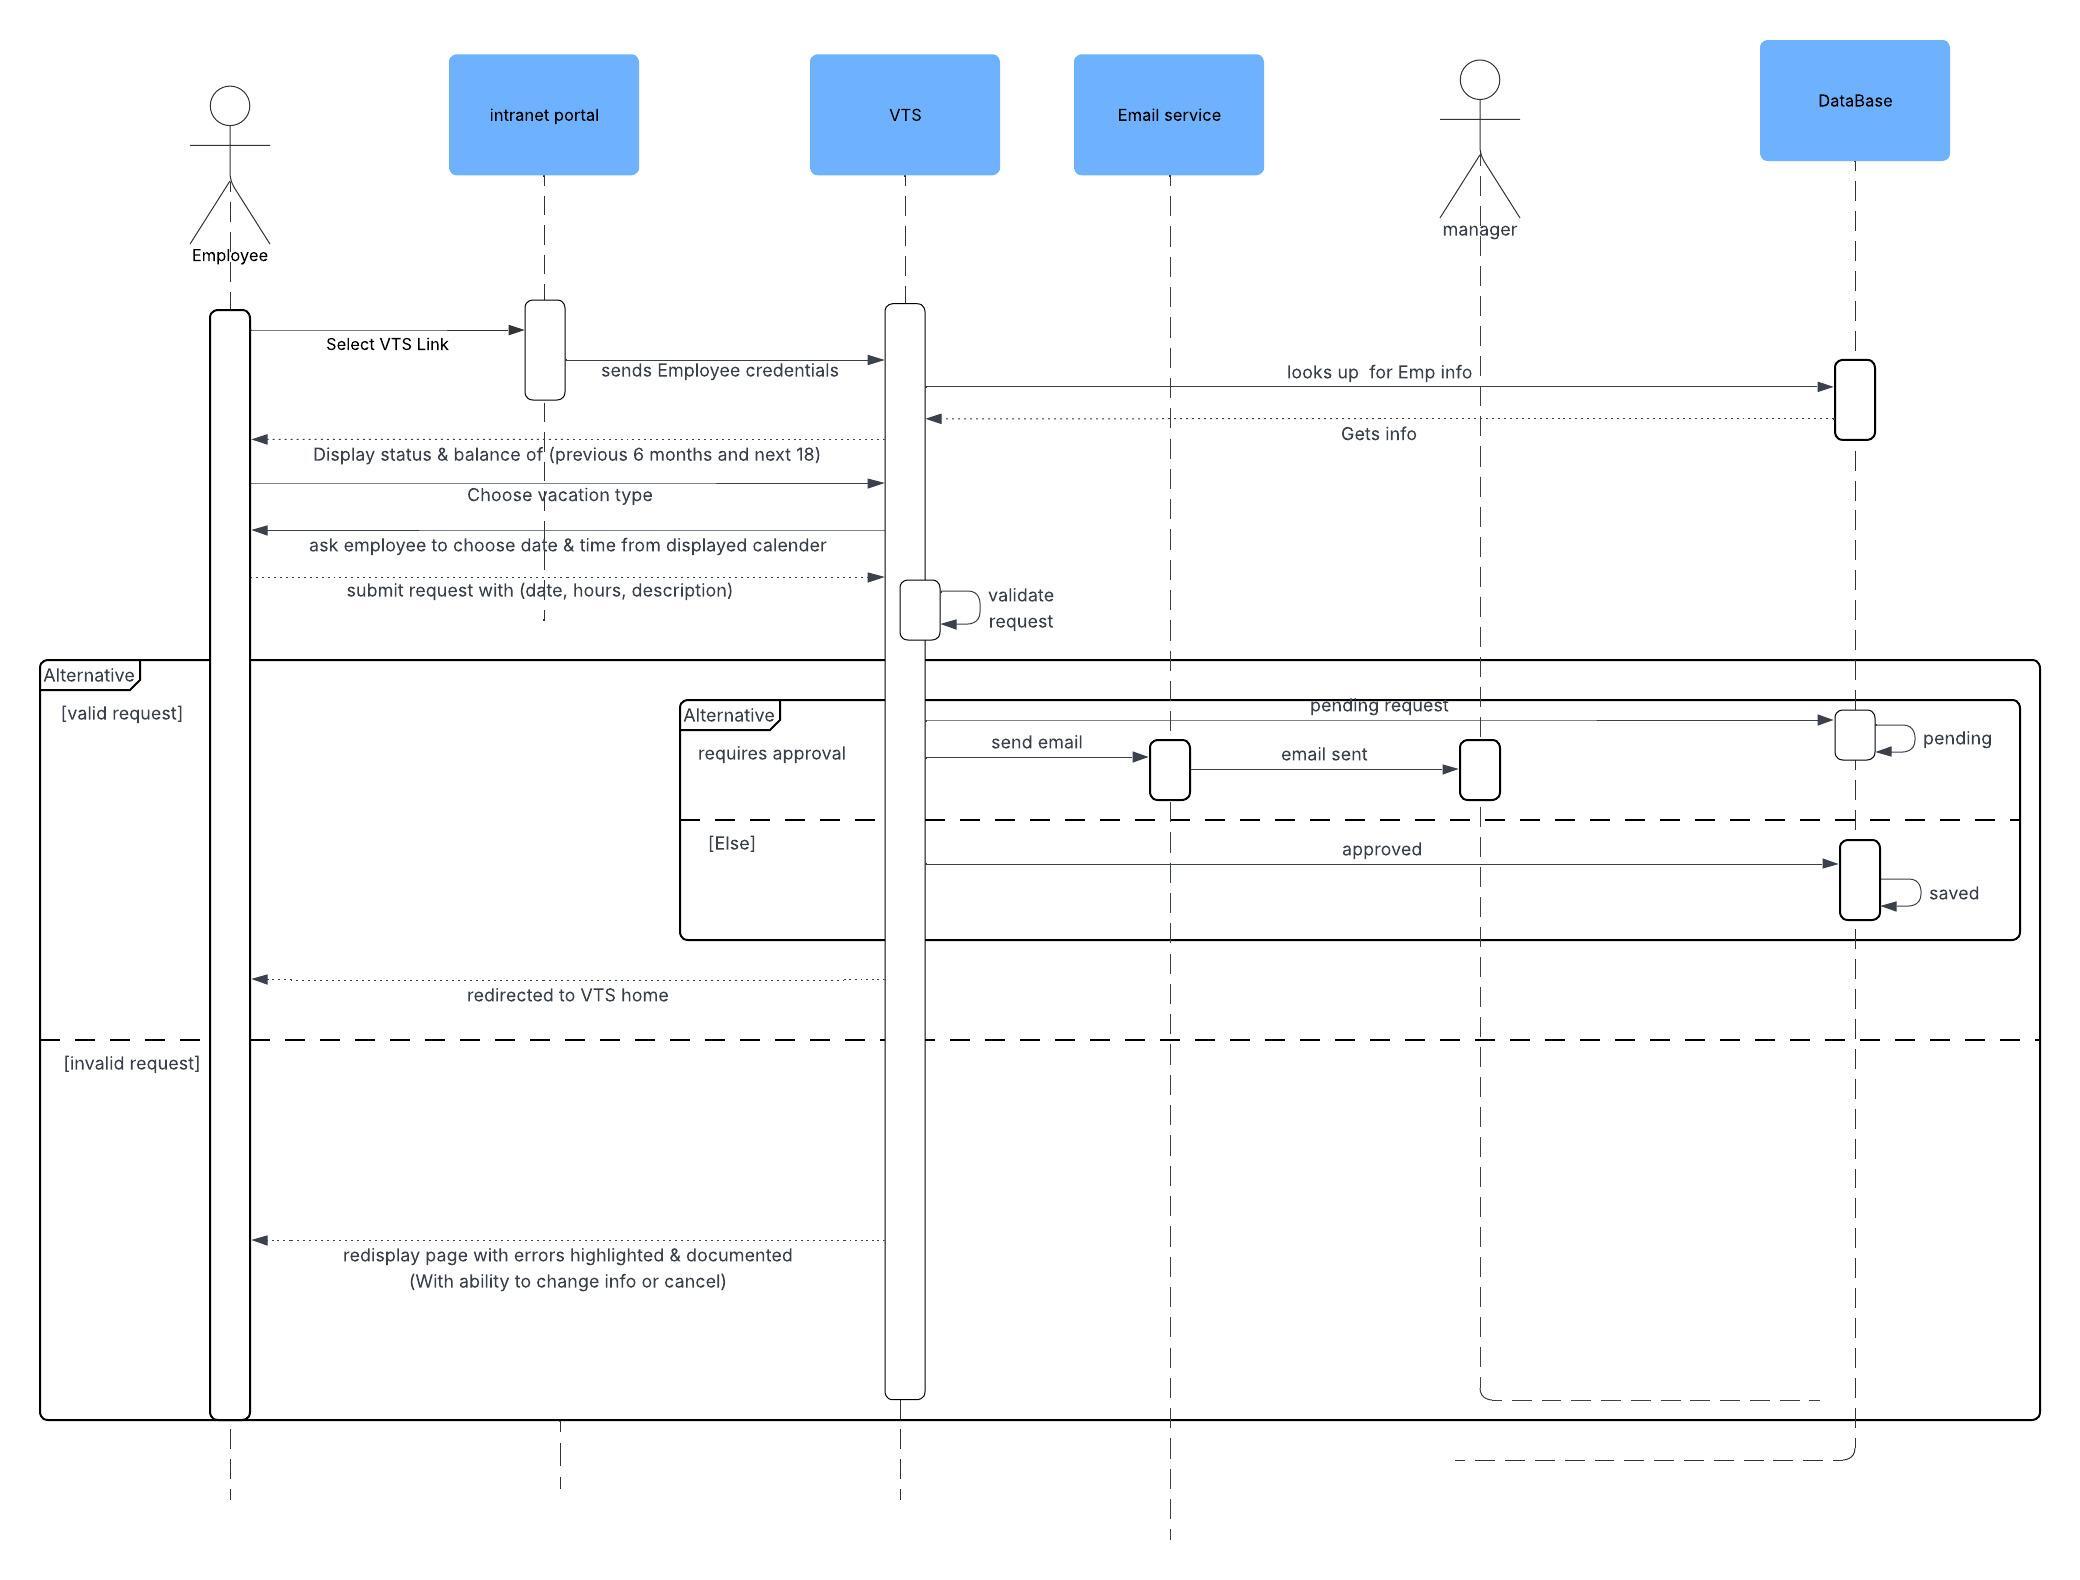 Employee
intranet portal
VTS
Email service
manager
DataBase
Select VTS Link
sends Employee credentials
looks up for Emp info
Gets info
Display status & balance of (previous 6 months and next 18)
Choose vacation type
ask employee to choose date & time from displayed calender
submit request with (date, hours, description)
validate
request
Alternative
[valid request]
Alternative
requires approval
pending request
pending
send email
email sent
[Else]
approved
saved
redirected to VTS home
[invalid request]
redisplay page with errors highlighted & documented
(With ability to change info or cancel)